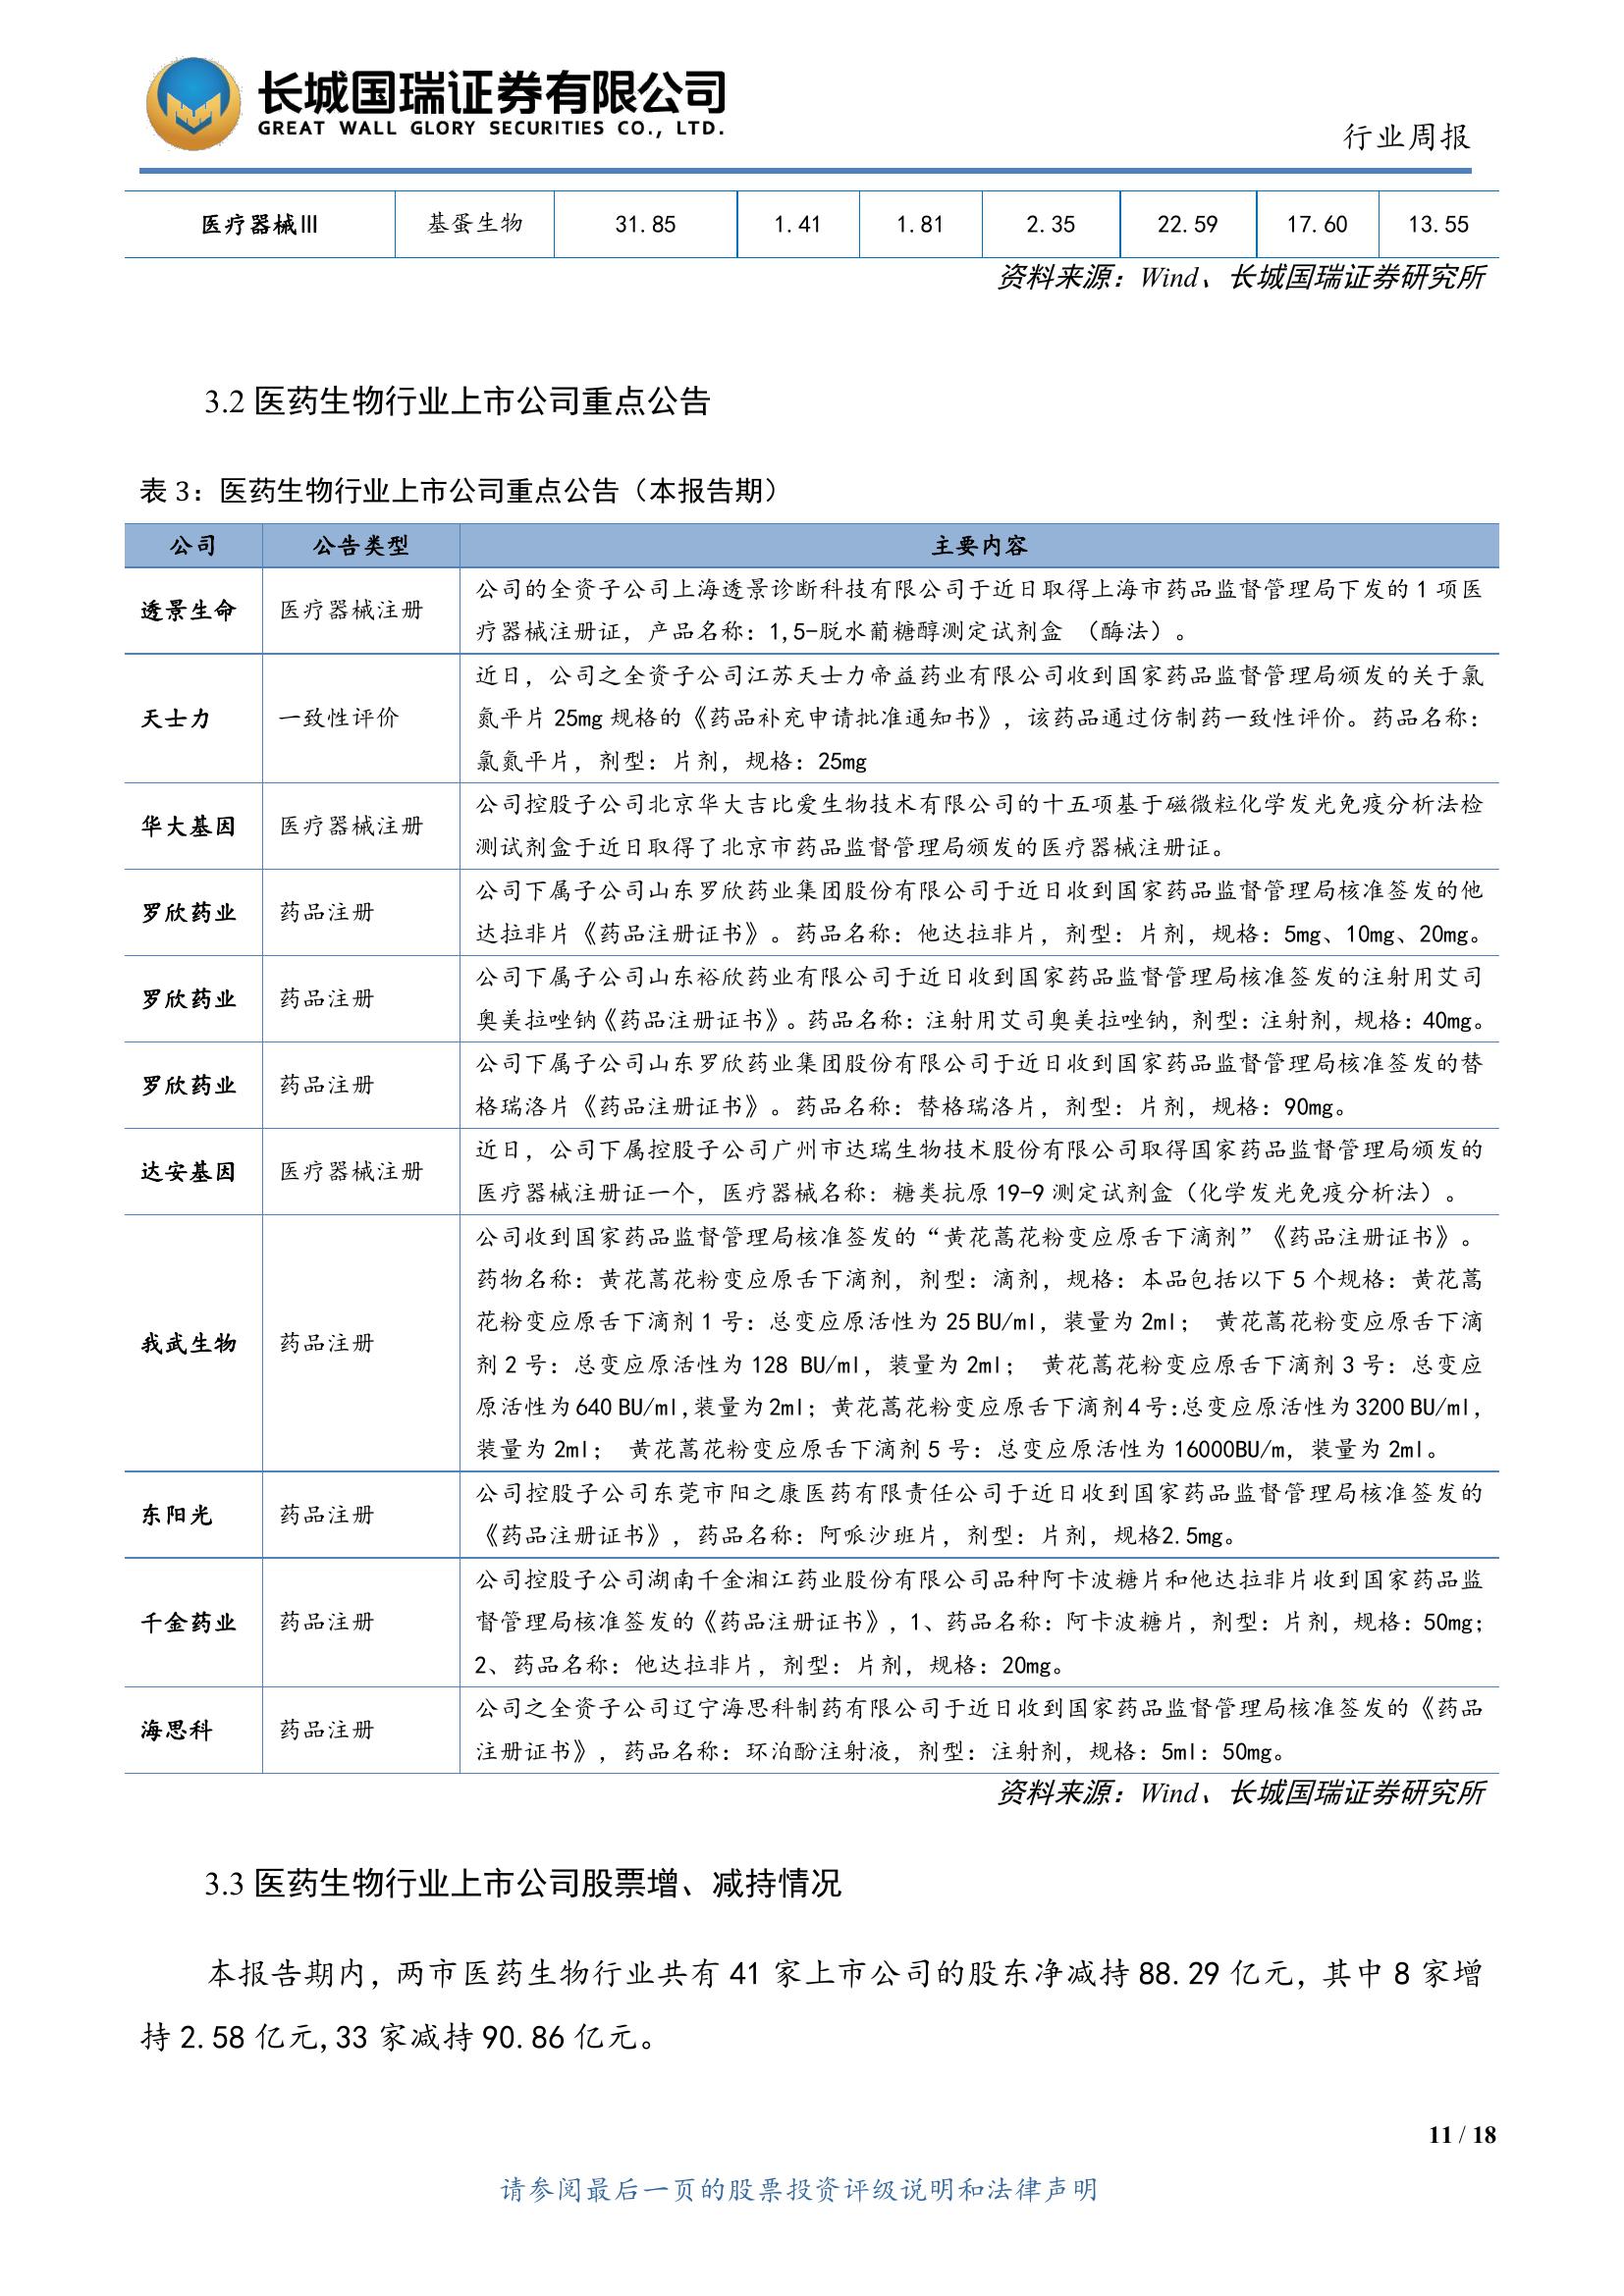 长城国瑞证券有限公司
GREAT WALL GLORY SECURITIES CO., LTD.
行业周报
医疗器械Ⅲ 基蛋生物 31.85 1.41 1.81 2.35 22.59 17.60 13.55
资料来源：Wind、长城国瑞证券研究所
3.2 医药生物行业上市公司重点公告
表 3：医药生物行业上市公司重点公告（本报告期）
公司 公告类型 主要内容
透景生命 医疗器械注册
公司的全资子公司上海透景诊断科技有限公司于近日取得上海市药品监督管理局下发的 1 项医
疗器械注册证，产品名称：1,5-脱水葡糖醇测定试剂盒 （酶法）。
天士力 一致性评价
近日，公司之全资子公司江苏天士力帝益药业有限公司收到国家药品监督管理局颁发的关于氯
氮平片 25mg 规格的《药品补充申请批准通知书》，该药品通过仿制药一致性评价。药品名称：
氯氮平片，剂型：片剂，规格：25mg
华大基因 医疗器械注册
公司控股子公司北京华大吉比爱生物技术有限公司的十五项基于磁微粒化学发光免疫分析法检
测试剂盒于近日取得了北京市药品监督管理局颁发的医疗器械注册证。
罗欣药业 药品注册
公司下属子公司山东罗欣药业集团股份有限公司于近日收到国家药品监督管理局核准签发的他
达拉非片《药品注册证书》。药品名称：他达拉非片，剂型：片剂，规格：5mg、10mg、20mg。
罗欣药业 药品注册
公司下属子公司山东裕欣药业有限公司于近日收到国家药品监督管理局核准签发的注射用艾司
奥美拉唑钠《药品注册证书》。药品名称：注射用艾司奥美拉唑钠，剂型：注射剂，规格：40mg。
罗欣药业 药品注册
公司下属子公司山东罗欣药业集团股份有限公司于近日收到国家药品监督管理局核准签发的替
格瑞洛片《药品注册证书》。药品名称：替格瑞洛片，剂型：片剂，规格：90mg。
达安基因 医疗器械注册
近日，公司下属控股子公司广州市达瑞生物技术股份有限公司取得国家药品监督管理局颁发的
医疗器械注册证一个，医疗器械名称：糖类抗原 19-9 测定试剂盒（化学发光免疫分析法）。
我武生物 药品注册
公司收到国家药品监督管理局核准签发的“黄花蒿花粉变应原舌下滴剂”《药品注册证书》。
药物名称：黄花蒿花粉变应原舌下滴剂，剂型：滴剂，规格：本品包括以下 5 个规格：黄花蒿
花粉变应原舌下滴剂 1 号：总变应原活性为 25 BU/ml，装量为 2ml； 黄花蒿花粉变应原舌下滴
剂 2 号：总变应原活性为 128 BU/ml，装量为 2ml； 黄花蒿花粉变应原舌下滴剂 3 号：总变应
原活性为 640 BU/ml,装量为 2ml；黄花蒿花粉变应原舌下滴剂 4 号：总变应原活性为 3200 BU/ml，
装量为 2ml； 黄花蒿花粉变应原舌下滴剂 5 号：总变应原活性为 16000BU/m，装量为 2ml。
东阳光 药品注册
公司控股子公司东莞市阳之康医药有限责任公司于近日收到国家药品监督管理局核准签发的
《药品注册证书》，药品名称：阿哌沙班片，剂型：片剂，规格2.5mg。
千金药业 药品注册
公司控股子公司湖南千金湘江药业股份有限公司品种阿卡波糖片和他达拉非片收到国家药品监
督管理局核准签发的《药品注册证书》，1、药品名称：阿卡波糖片，剂型：片剂，规格：50mg；
2、药品名称：他达拉非片，剂型：片剂，规格：20mg。
海思科 药品注册
公司之全资子公司辽宁海思科制药有限公司于近日收到国家药品监督管理局核准签发的《药品
注册证书》，药品名称：环泊酚注射液，剂型：注射剂，规格：5ml：50mg。
资料来源：Wind、长城国瑞证券研究所
3.3 医药生物行业上市公司股票增、减持情况
本报告期内，两市医药生物行业共有 41 家上市公司的股东净减持 88.29 亿元，其中 8 家增
持 2.58 亿元,33 家减持 90.86 亿元。
11 / 18
请参阅最后一页的股票投资评级说明和法律声明